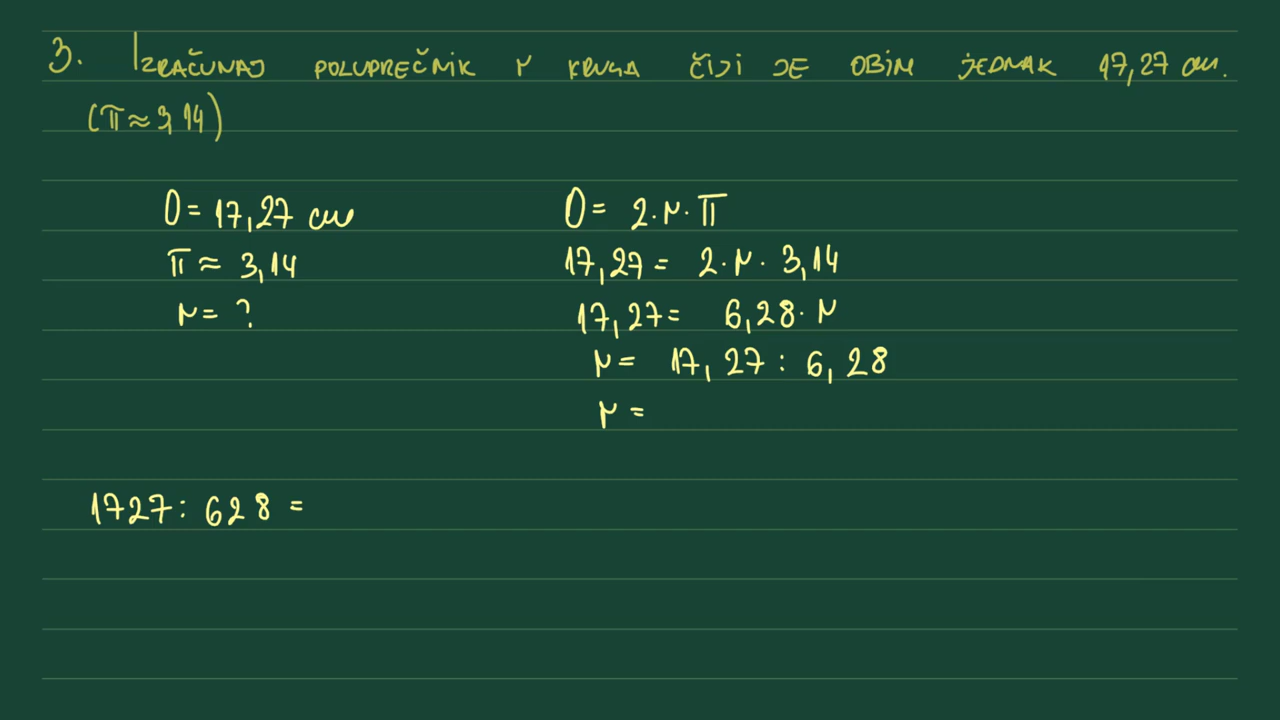 3. IZRAČUNAJ POLUPREČNIK r KRUGA ČIJI JE OBIM JEDNAK 17,27 cm.
(π≈3,14)
O= 17,27 cm
π ≈ 3,14
r= ?
O= 2·r·π
17,27= 2·r·3,14
17,27= 6,28·r
r= 17,27 : 6,28
r=
1727: 628 =